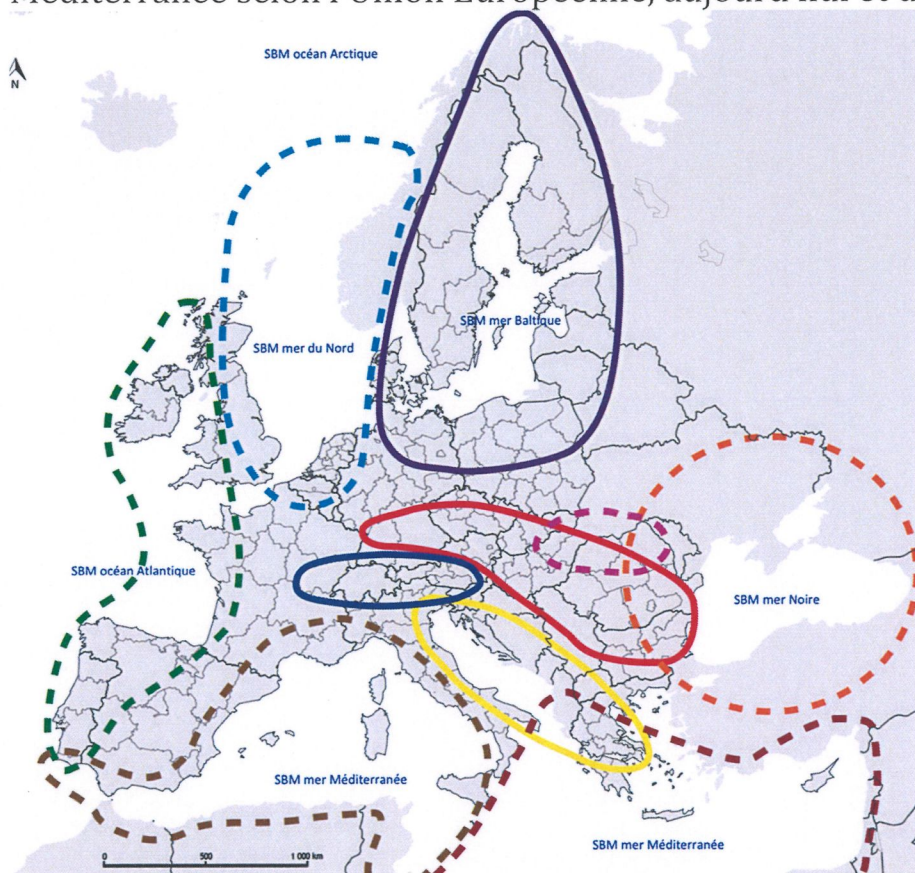 SBM océan Arctique
N
SBM mer Baltique
SBM mer du Nord
SBM océan Atlantique
SBM mer Noire
SBM mer Méditerranée
SBM mer Méditerranée
0 500 1 000 km